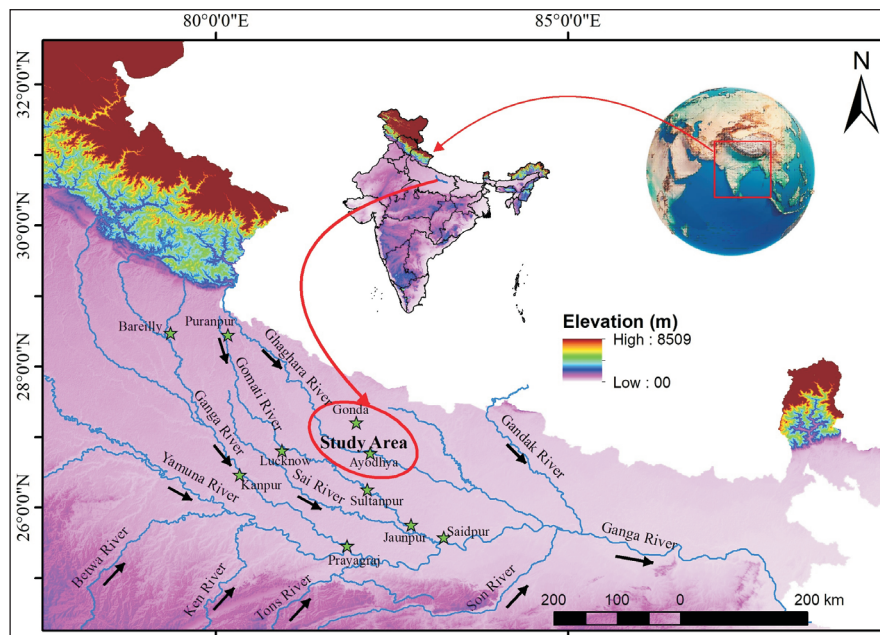 80°0'0"E
85°0'0"E
N
32°0'0"N
30°0'0"N
28°0'0"N
26°0'0"N
Elevation (m)
High : 8509
Low : 00
Bareilly
Puranpur
Ghaghara River
Gomati River
Ganga River
Gonda
Study Area
Ayodhya
Lucknow
Gandak River
Yamuna River
Kanpur
Sai River
Sultanpur
Jaunpur
Saidpur
Ganga River
Prayagraj
Betwa River
Ken River
Tons River
Son River
200 100 0 200 km